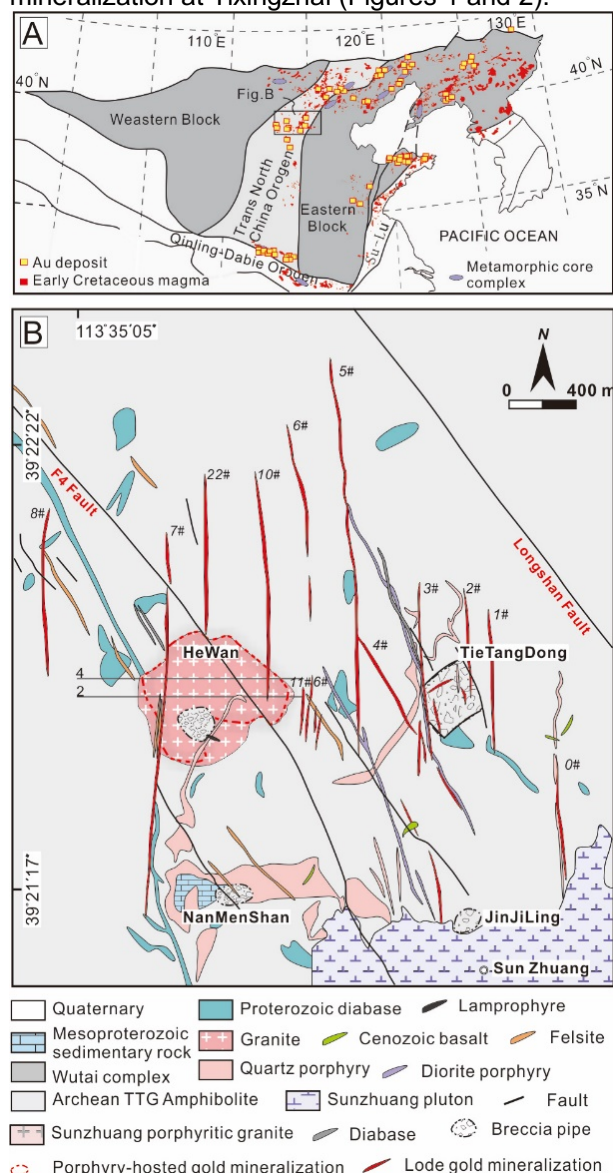 mineralization at Yixingzhai (Figures 1 and 2).
A
110°E
120°E
130°E
40°N
40°N
Fig.B
Weastern Block
Trans North
China Orogen
Eastern
Block
35°N
Su-Lu
PACIFIC OCEAN
Qinling-Dabie Orogen
Au deposit
Early Cretaceous magma
Metamorphic core
complex
B
113°35'05"
N
0 400 m
5#
6#
39°22'22"
22#
10#
F4 Fault
8#
7#
Longshan Fault
3#
2#
1#
HeWan
4#
TieTangDong
4
2
11#
6#
0#
39°21'17"
NanMenShan
JinJiLing
Sun Zhuang
Quaternary
Proterozoic diabase
Lamprophyre
Mesoproterozoic
sedimentary rock
Granite
Cenozoic basalt
Felsite
Wutai complex
Quartz porphyry
Diorite porphyry
Archean TTG Amphibolite
Sunzhuang pluton
Fault
Sunzhuang porphyritic granite
Diabase
Breccia pipe
Porphyry-hosted gold mineralization
Lode gold mineralization